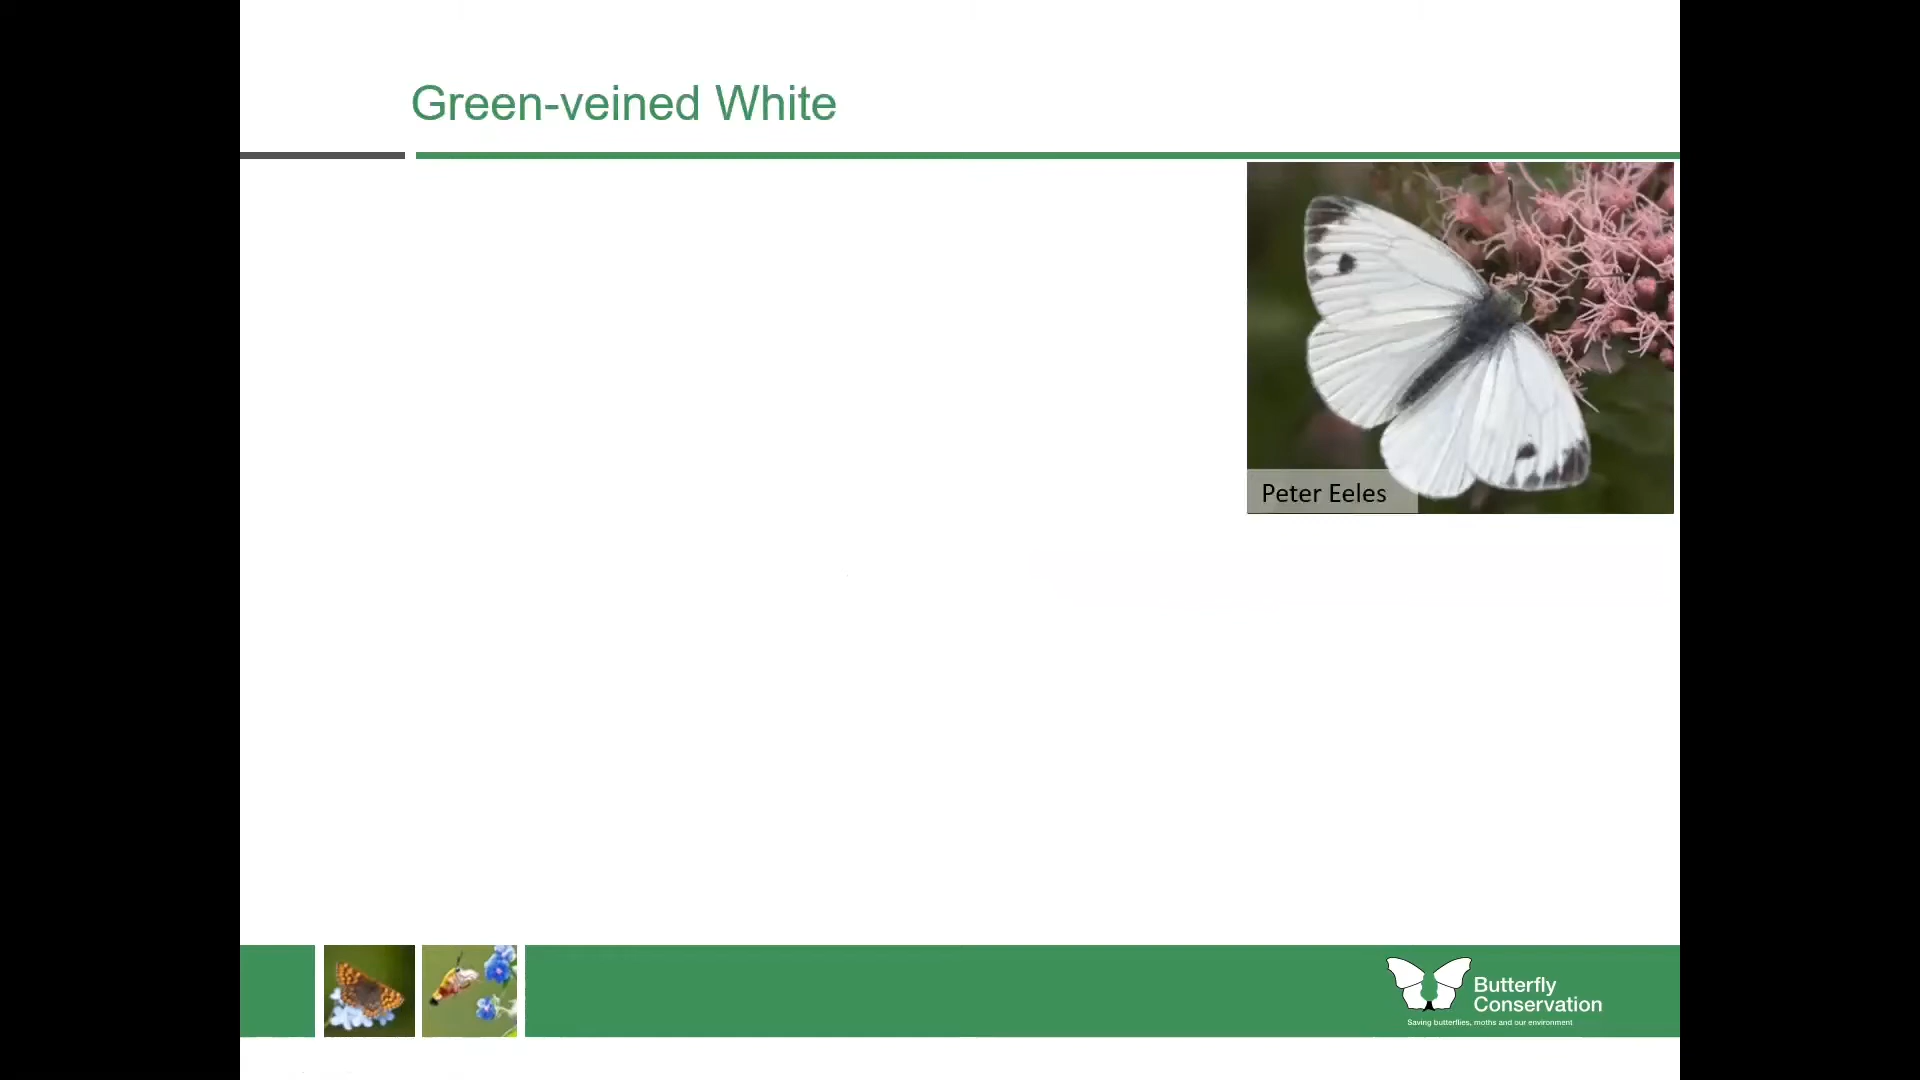 Green-veined White
Peter Eeles
Butterfly
Conservation
Saving butterflies, moths and our environment